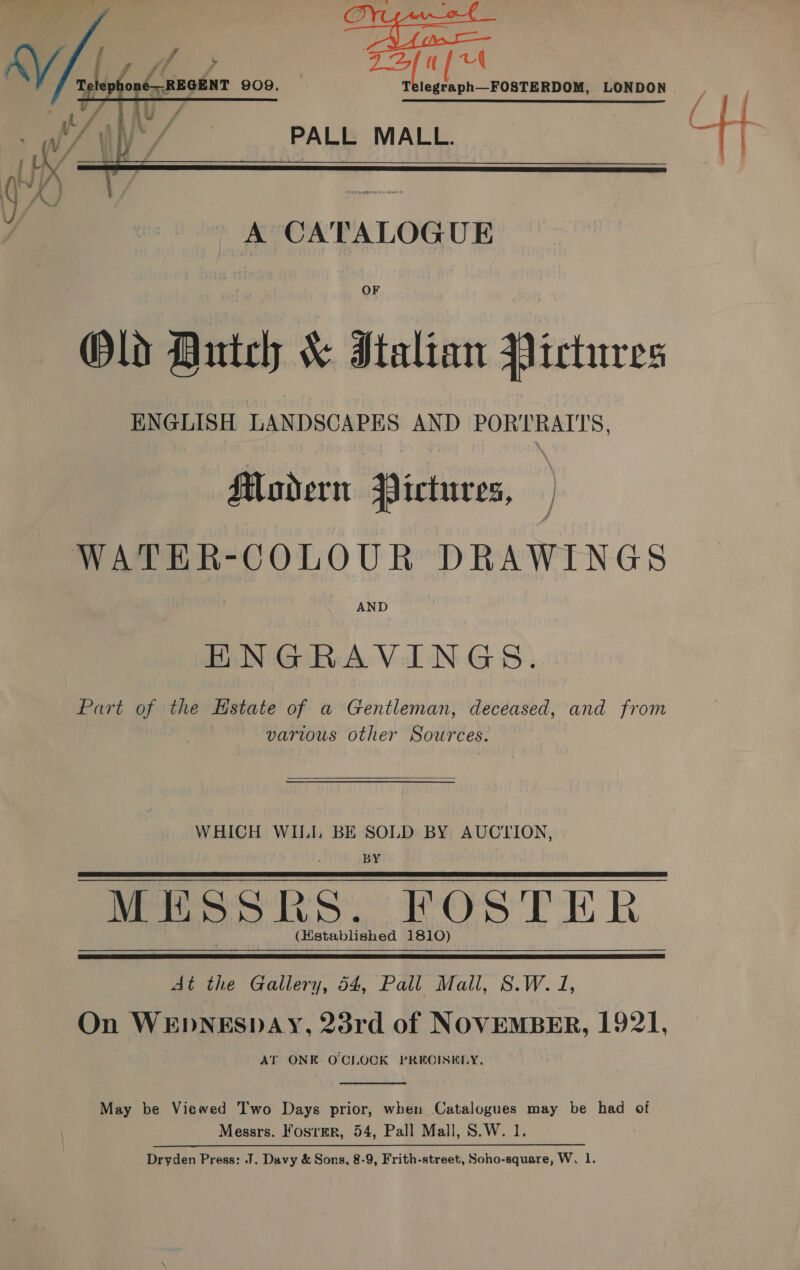 23/11/21
Telephone—REGENT 909. Telegraph—FOSTERDOM, LONDON
PALL MALL.
A CATALOGUE
OF
Old Dutch & Italian Pictures
ENGLISH LANDSCAPES AND PORTRAITS,
Modern Pictures,
WATER-COLOUR DRAWINGS
AND
ENGRAVINGS.
Part of the Estate of a Gentleman, deceased, and from
various other Sources.
WHICH WILL BE SOLD BY AUCTION,
BY
MESSRS. FOSTER
(Established 1810)
At the Gallery, 54, Pall Mall, S.W. 1,
On WEDNESDAY, 23rd of NOVEMBER, 1921,
AT ONE O'CLOCK PRECISELY.
May be Viewed Two Days prior, when Catalogues may be had of
Messrs. FOSTER, 54, Pall Mall, S.W. 1.
Dryden Press: J. Davy & Sons, 8-9, Frith-street, Soho-square, W. 1.